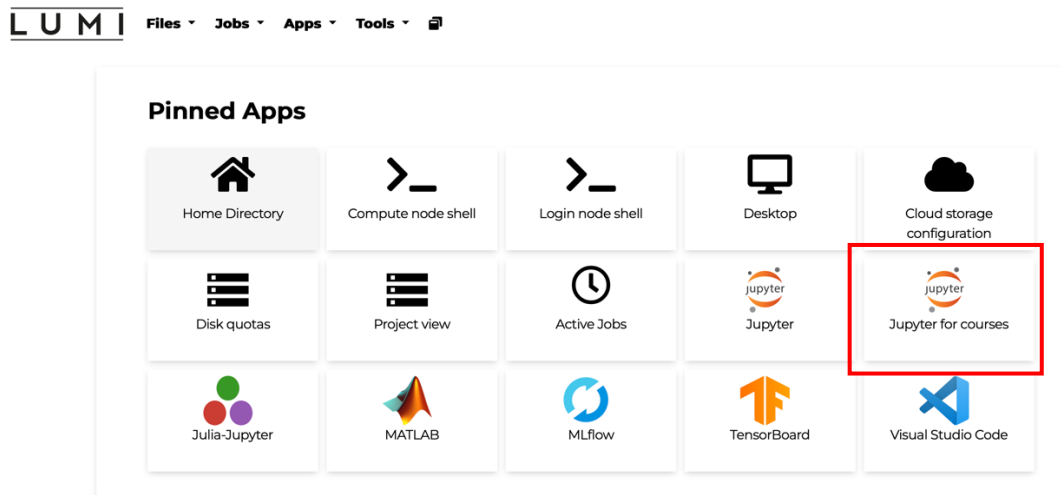 LUMI Files Jobs Apps Tools
Pinned Apps
Home Directory
Compute node shell
Login node shell
Desktop
Cloud storage
configuration
Disk quotas
Project view
Active Jobs
jupyter
Jupyter
jupyter
Jupyter for courses
Julia-Jupyter
MATLAB
MLflow
TensorBoard
Visual Studio Code